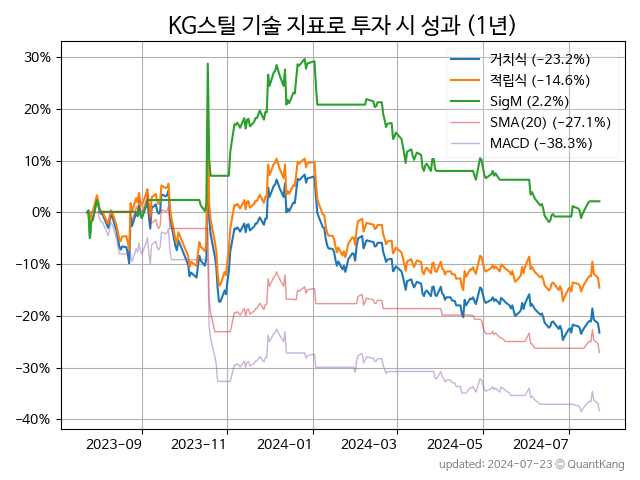 KG스틸 기술 지표로 투자 시 성과 (1년)
거치식 (−23.2%)
적립식 (−14.6%)
SigM (2.2%)
SMA(20) (−27.1%)
MACD (−38.3%)
30%
20%
10%
0%
−10%
−20%
−30%
−40%
2023−09 2023−11 2024−01 2024−03 2024−05 2024−07
updated: 2024-07-23 © QuantKang